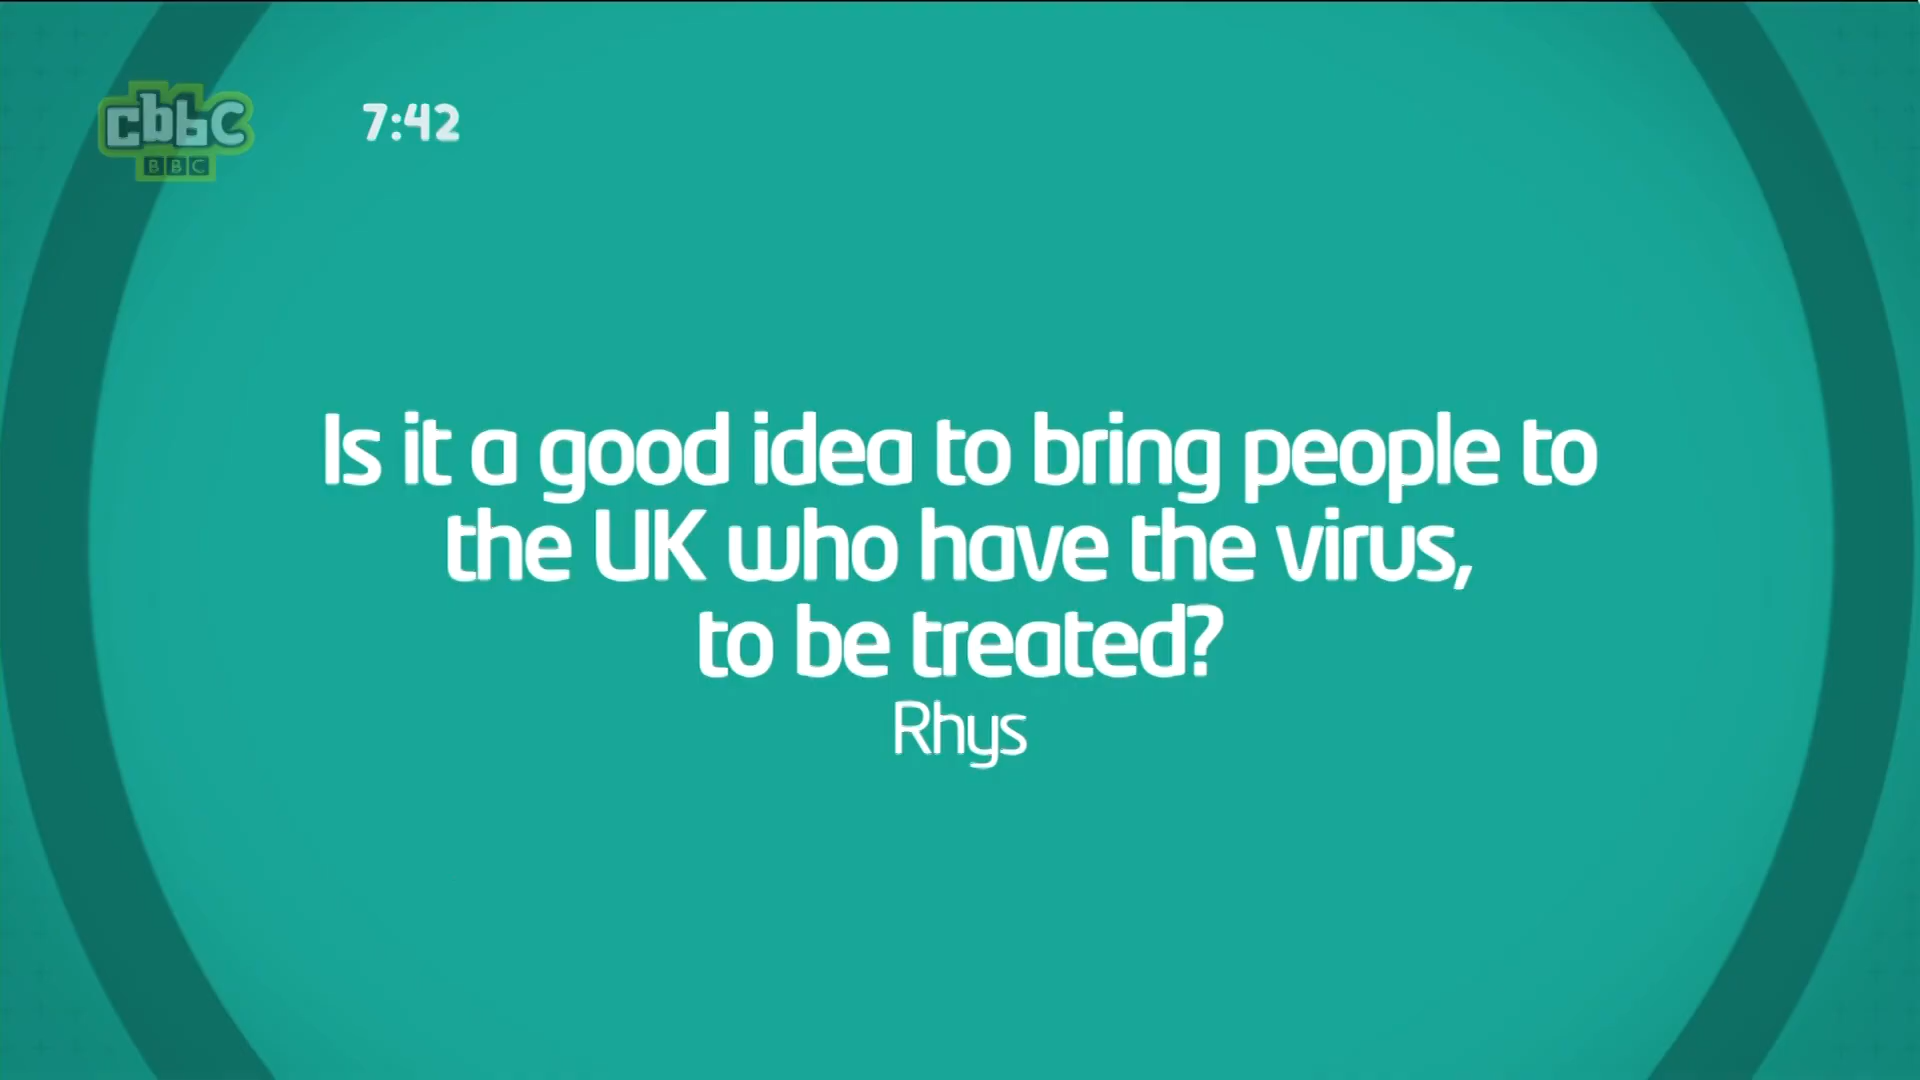 cbbc
BBC
7:42
Is it a good idea to bring people to
the UK who have the virus,
to be treated?
Rhys